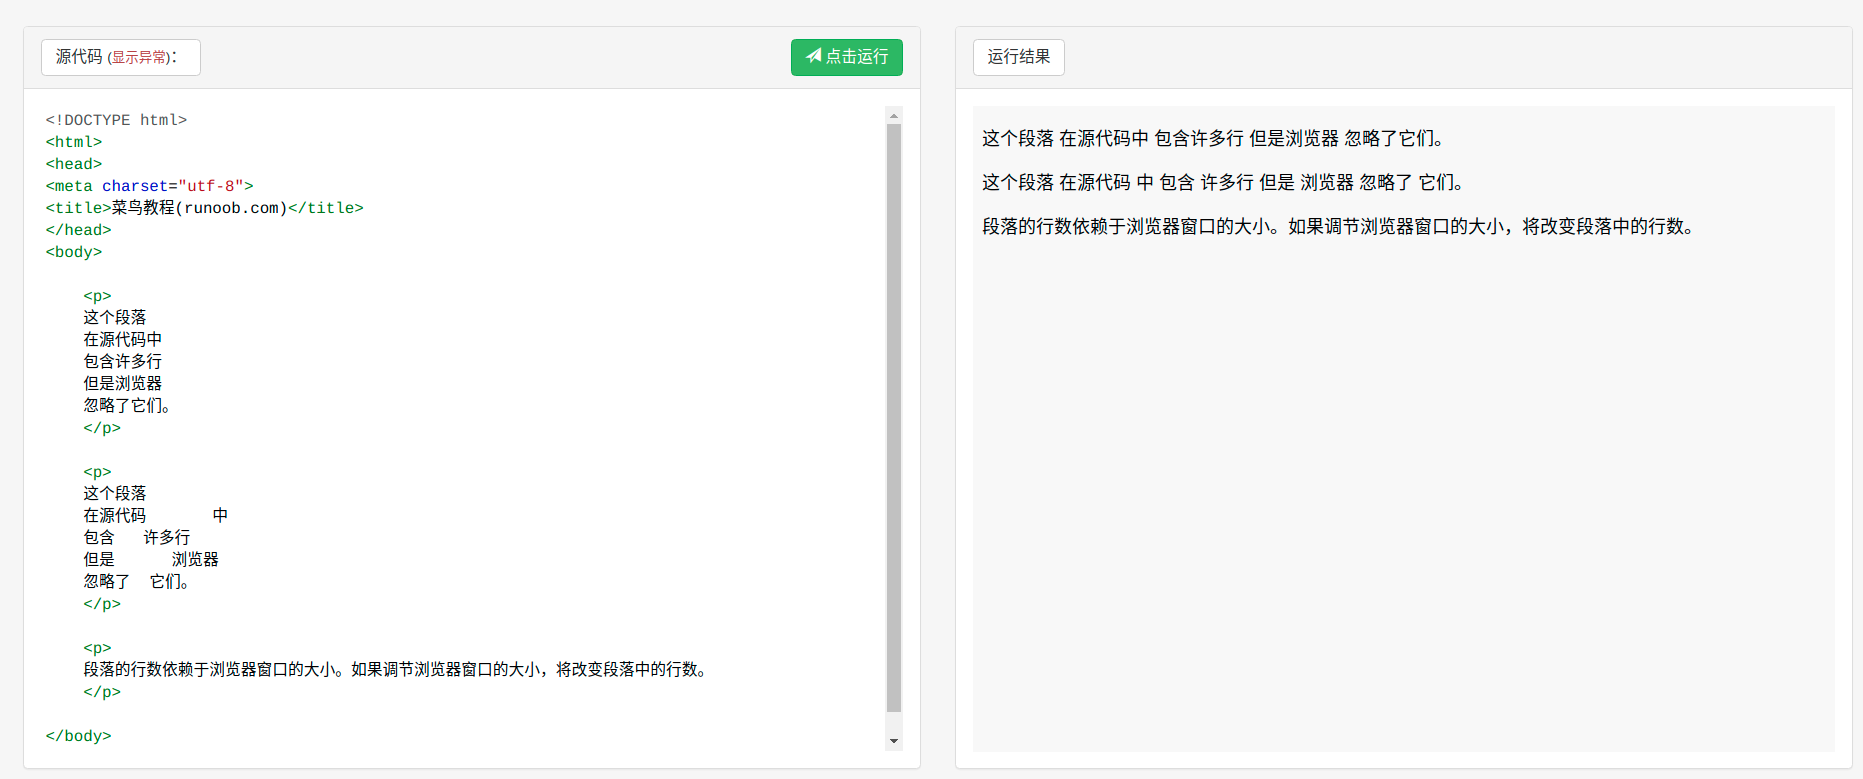 源代码 (显示异常)：
点击运行
<!DOCTYPE html>
<html>
<head>
<meta charset="utf-8">
<title>菜鸟教程(runoob.com)</title>
</head>
<body>
<p>
这个段落
在源代码中
包含许多行
但是浏览器
忽略了它们。
</p>
<p>
这个段落
在源代码       中
包含   许多行
但是      浏览器
忽略了  它们。
</p>
<p>
段落的行数依赖于浏览器窗口的大小。如果调节浏览器窗口的大小，将改变段落中的行数。
</p>
</body>
运行结果
这个段落 在源代码中 包含许多行 但是浏览器 忽略了它们。
这个段落 在源代码 中 包含 许多行 但是 浏览器 忽略了 它们。
段落的行数依赖于浏览器窗口的大小。如果调节浏览器窗口的大小，将改变段落中的行数。